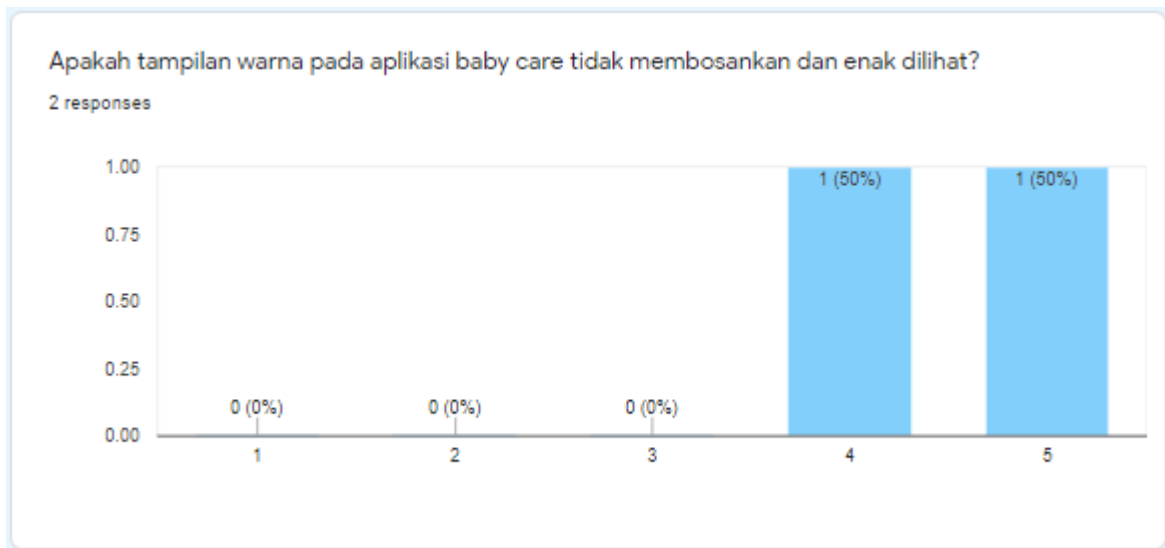 Apakah tampilan warna pada aplikasi baby care tidak membosankan dan enak dilihat?
2 responses
1.00
1 (50%) 1 (50%)
0.75
0.50
0.25
0 (0%) 0 (0%) 0 (0%)
0.00
1 2 3 4 5